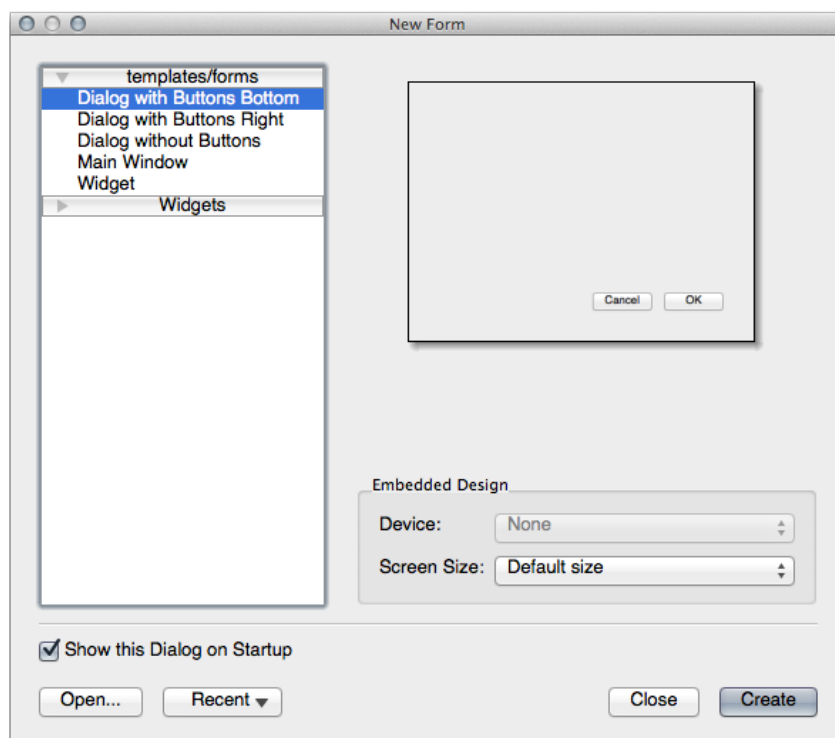 New Form
templates/forms
Dialog with Buttons Bottom
Dialog with Buttons Right
Dialog without Buttons
Main Window
Widget
Widgets
Cancel OK
Embedded Design
Device: None
Screen Size: Default size
Show this Dialog on Startup
Open... Recent Close Create